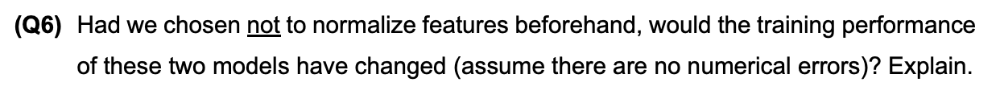 (Q6) Had we chosen not to normalize features beforehand, would the training performance
of these two models have changed (assume there are no numerical errors)? Explain.